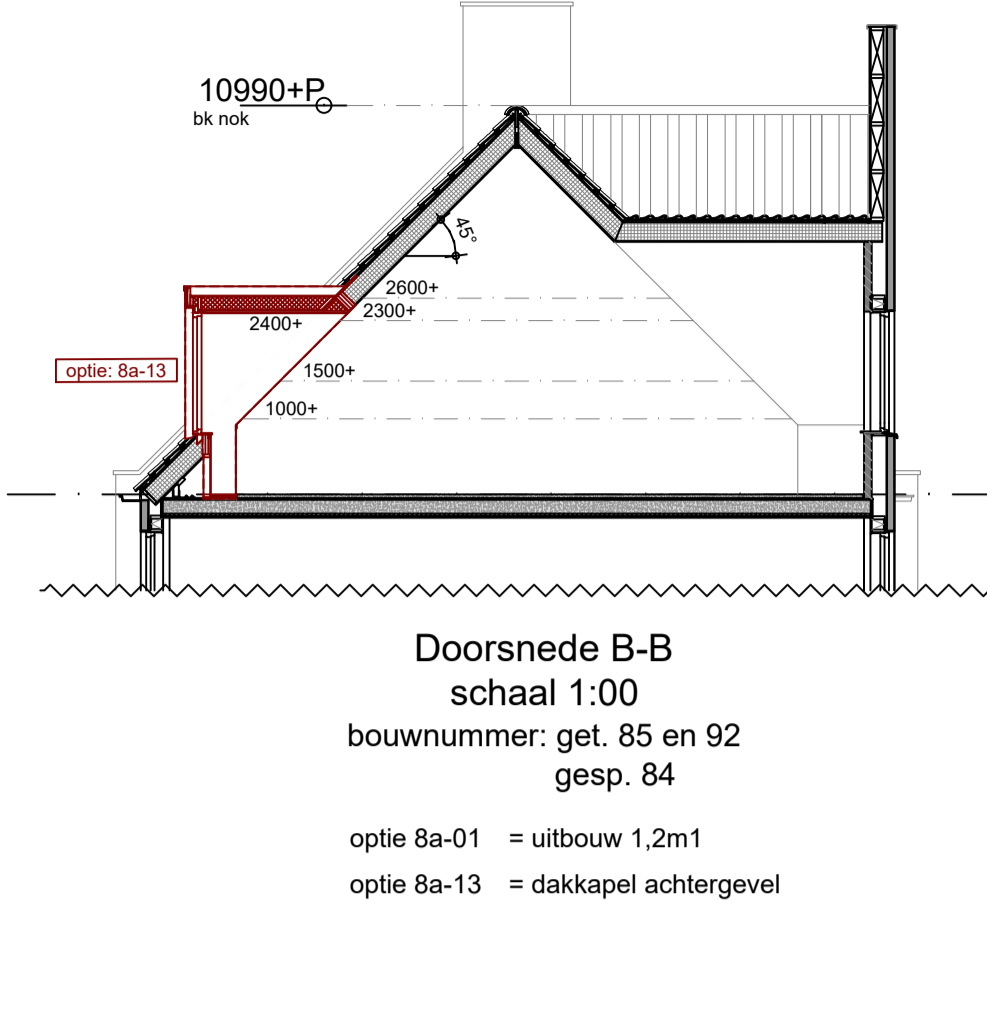 10990+P
bk nok
45°
2600+
2300+
2400+
optie: 8a-13
1500+
1000+
Doorsnede B-B
schaal 1:00
bouwnummer: get. 85 en 92
gesp. 84
optie 8a-01 = uitbouw 1,2m1
optie 8a-13 = dakkapel achtergevel